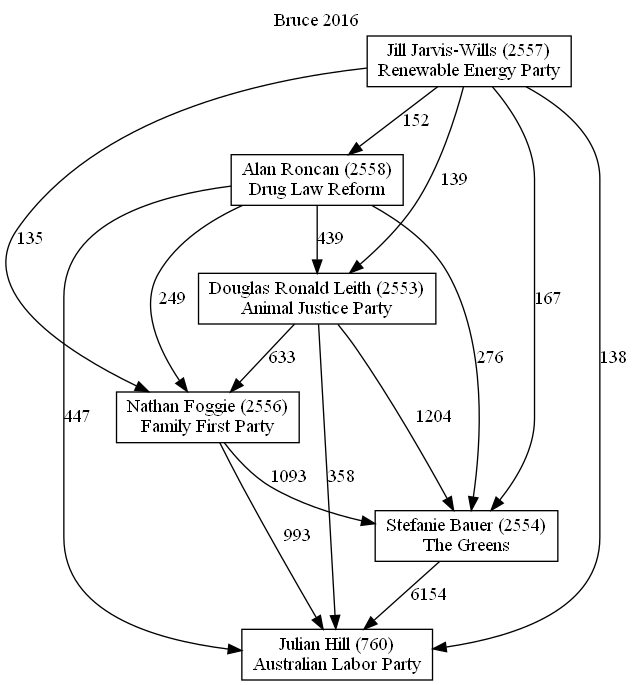 Bruce 2016
Jill Jarvis-Wills (2557)
Renewable Energy Party
152
Alan Roncan (2558)
Drug Law Reform
139
135
439
249
167
Douglas Ronald Leith (2553)
Animal Justice Party
633
276
138
Nathan Foggie (2556)
Family First Party
447
1204
1093
358
Stefanie Bauer (2554)
The Greens
993
6154
Julian Hill (760)
Australian Labor Party